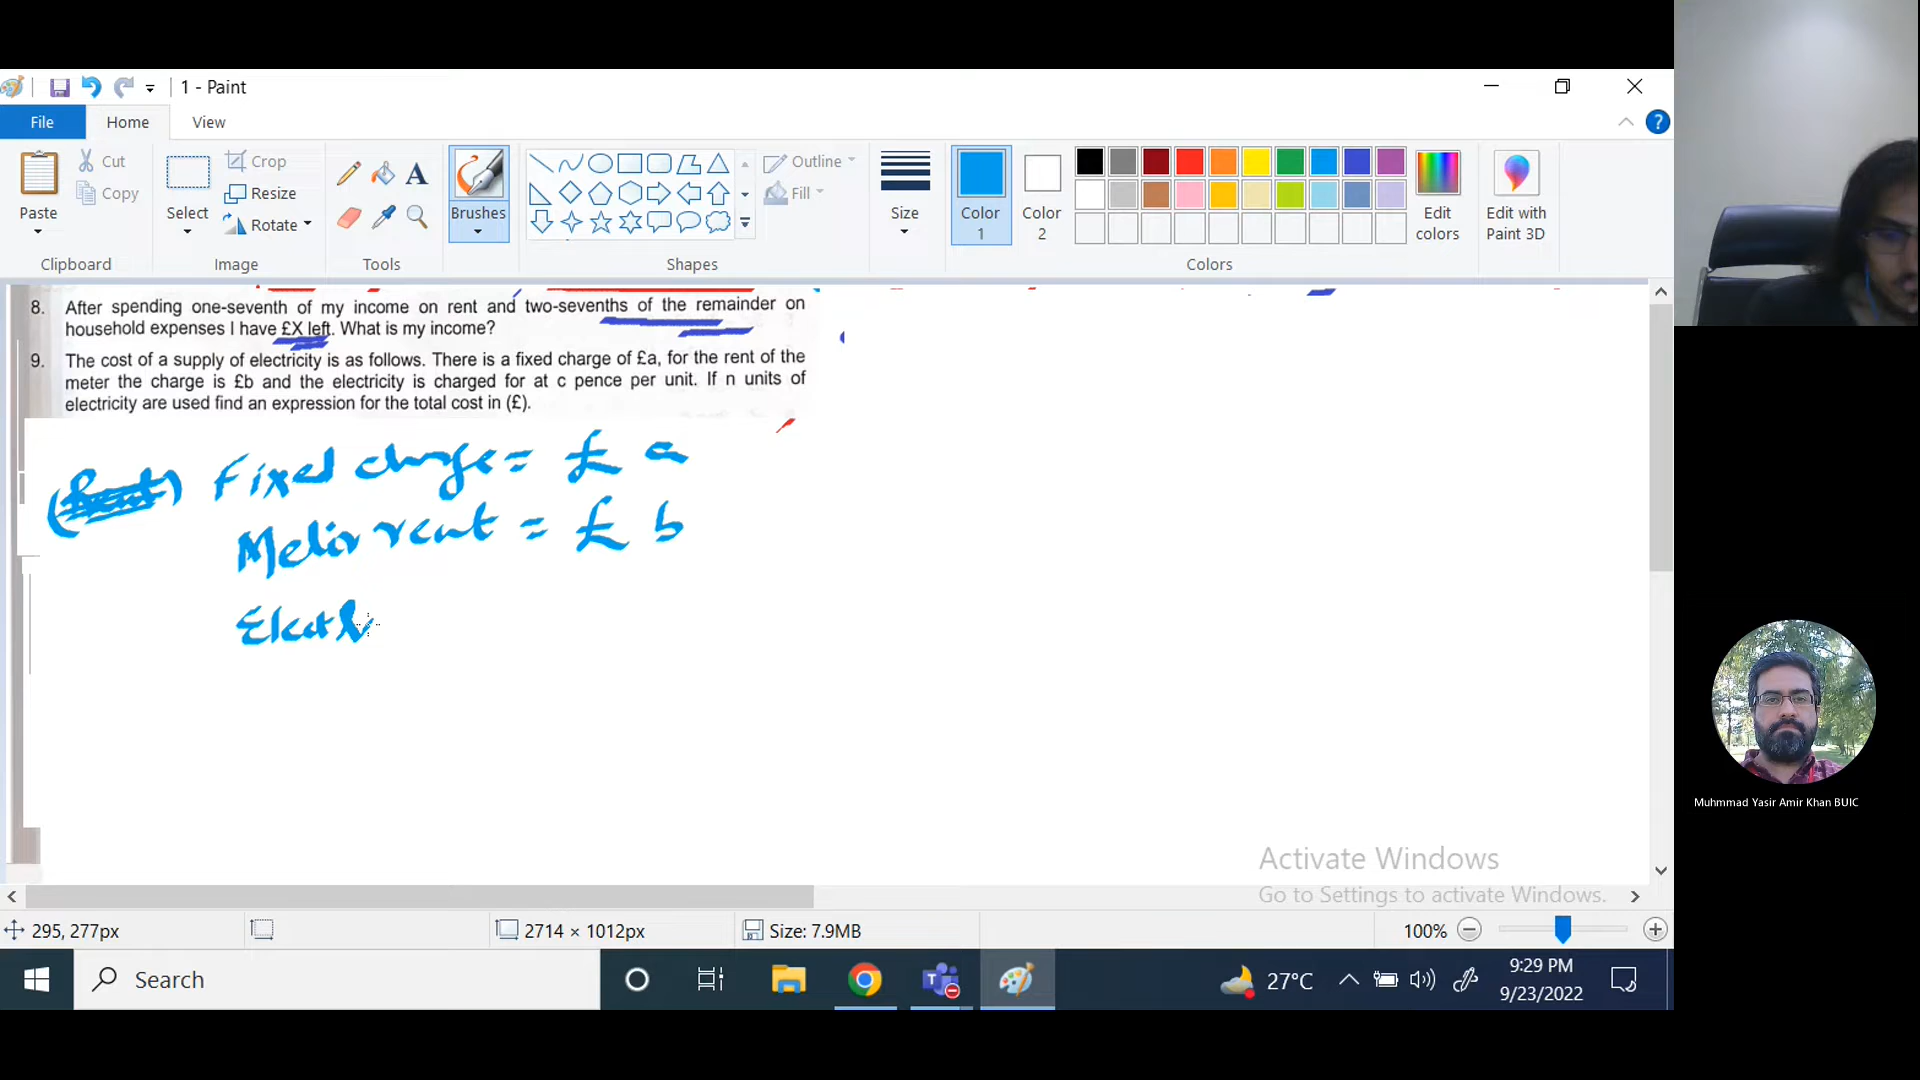 1 - Paint
File Home View
Paste Cut Copy Clipboard
Select Crop Resize Rotate Image
Tools
Brushes
Shapes
Outline Fill
Size
Color 1
Color 2
Colors
Edit colors
Edit with Paint 3D
8. After spending one-seventh of my income on rent and two-sevenths of the remainder on
household expenses I have £X left. What is my income?
9. The cost of a supply of electricity is as follows. There is a fixed charge of £a, for the rent of the
meter the charge is £b and the electricity is charged for at c pence per unit. If n units of
electricity are used find an expression for the total cost in (£).
Fixed charge = £ a
Meter rent = £ b
Muhmmad Yasir Amir Khan BUIC
Activate Windows
Go to Settings to activate Windows.
295, 277px 2714 × 1012px Size: 7.9MB 100%
Search 27°C 9:29 PM
9/23/2022